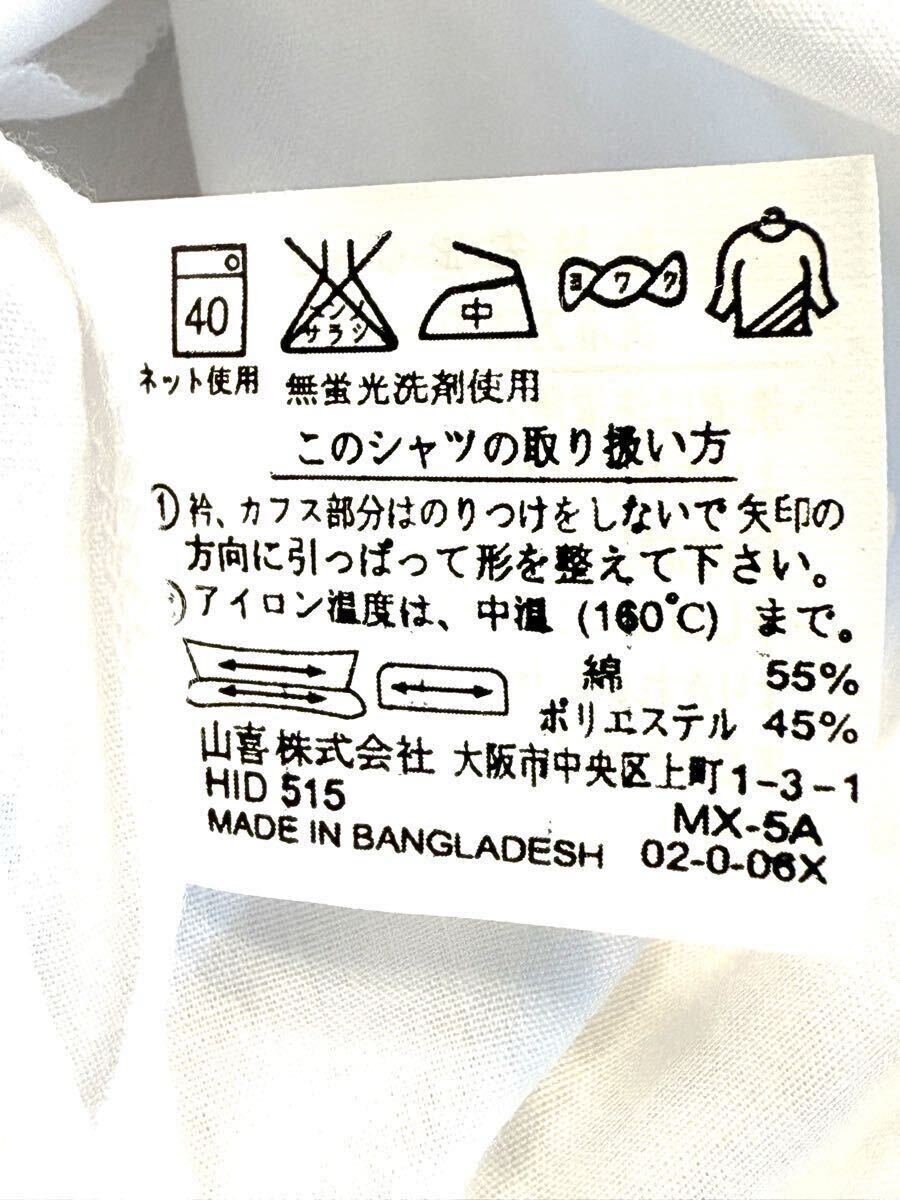 40
エンソ
サラシ
中
ヨワク
ネット使用
無蛍光洗剤使用
このシャツの取り扱い方
① 衿、カフス部分はのりつけをしないで矢印の
方向に引っぱって形を整えて下さい。
アイロン温度は、中温 (160℃) まで。
綿 55%
ポリエステル 45%
山喜株式会社 大阪市中央区上町1-3-1
HID 515
MX-5A
MADE IN BANGLADESH 02-0-06X